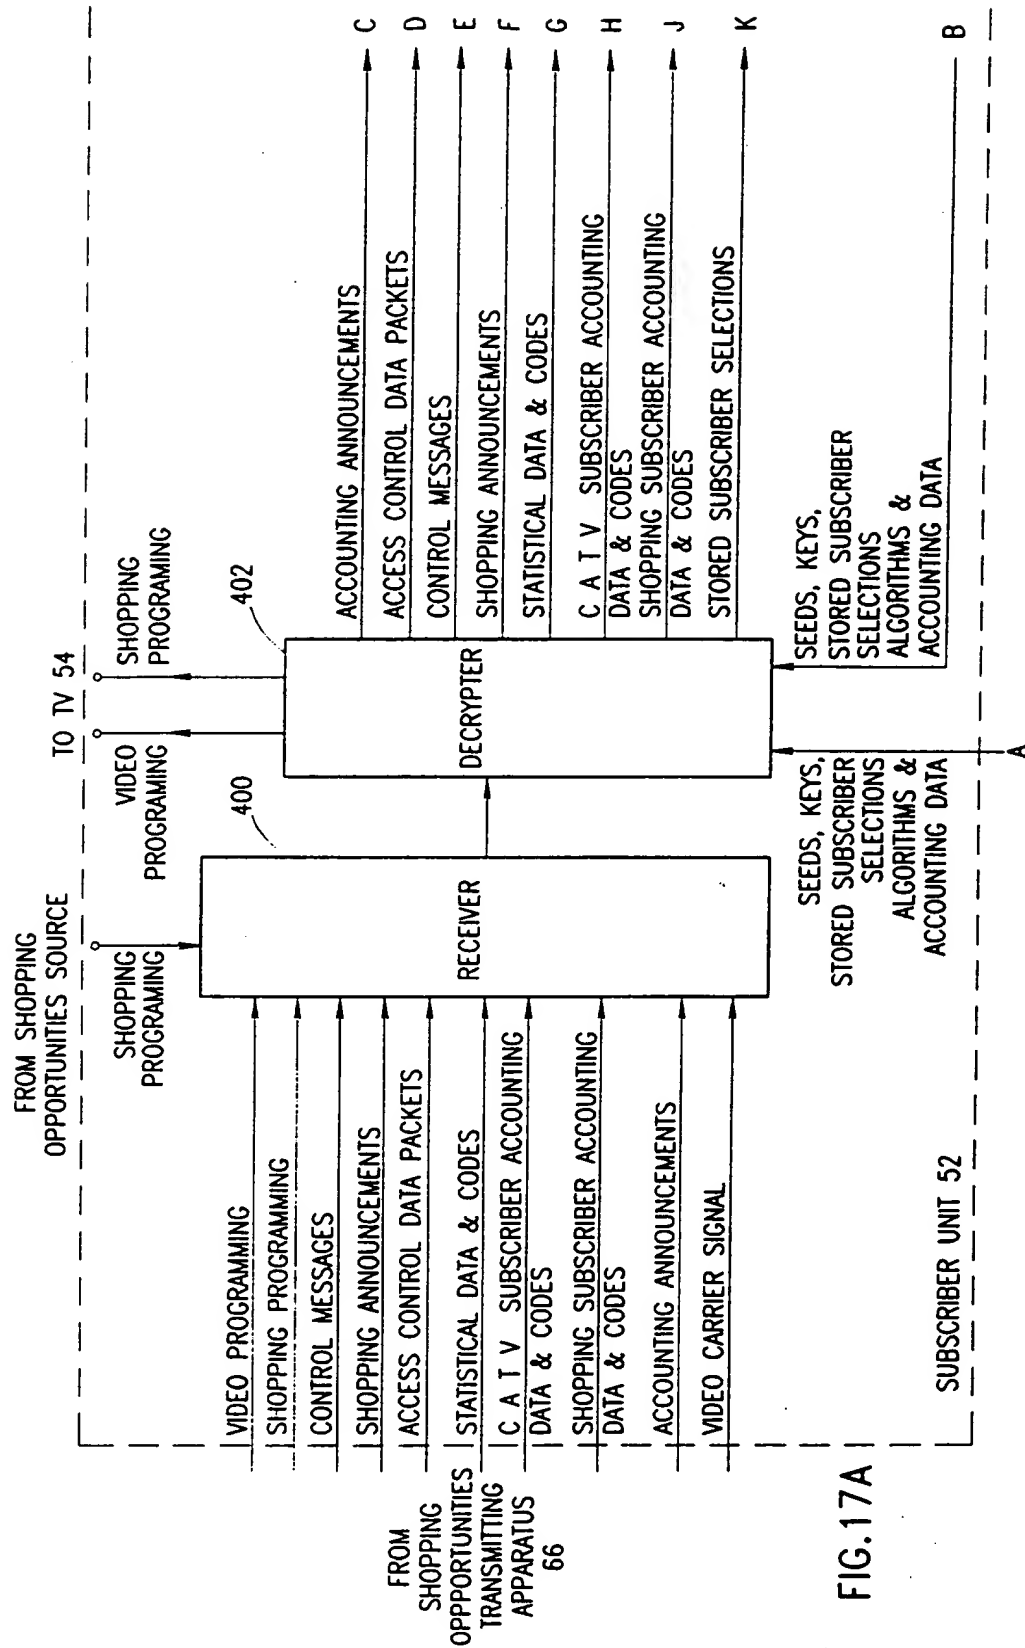 FROM SHOPPING
OPPORTUNITIES SOURCE
SHOPPING
PROGRAMING
TO TV 54
VIDEO
PROGRAMING
SHOPPING
PROGRAMING
400
402
VIDEO PROGRAMMING
SHOPPING PROGRAMMING
CONTROL MESSAGES
SHOPPING ANNOUNCEMENTS
ACCESS CONTROL DATA PACKETS
STATISTICAL DATA & CODES
C A T V SUBSCRIBER ACCOUNTING
DATA & CODES
SHOPPING SUBSCRIBER ACCOUNTING
DATA & CODES
ACCOUNTING ANNOUNCEMENTS
VIDEO CARRIER SIGNAL
FROM
SHOPPING
OPPPORTUNITIES
TRANSMITTING
APPARATUS
66
RECEIVER
DECRYPTER
ACCOUNTING ANNOUNCEMENTS
C
ACCESS CONTROL DATA PACKETS
D
CONTROL MESSAGES
E
SHOPPING ANNOUNCEMENTS
F
STATISTICAL DATA & CODES
G
C A T V SUBSCRIBER ACCOUNTING
DATA & CODES
H
SHOPPING SUBSCRIBER ACCOUNTING
DATA & CODES
J
STORED SUBSCRIBER SELECTIONS
K
SEEDS, KEYS,
STORED SUBSCRIBER
SELECTIONS
ALGORITHMS &
ACCOUNTING DATA
A
SEEDS, KEYS,
STORED SUBSCRIBER
SELECTIONS
ALGORITHMS &
ACCOUNTING DATA
B
SUBSCRIBER UNIT 52
FIG.17A